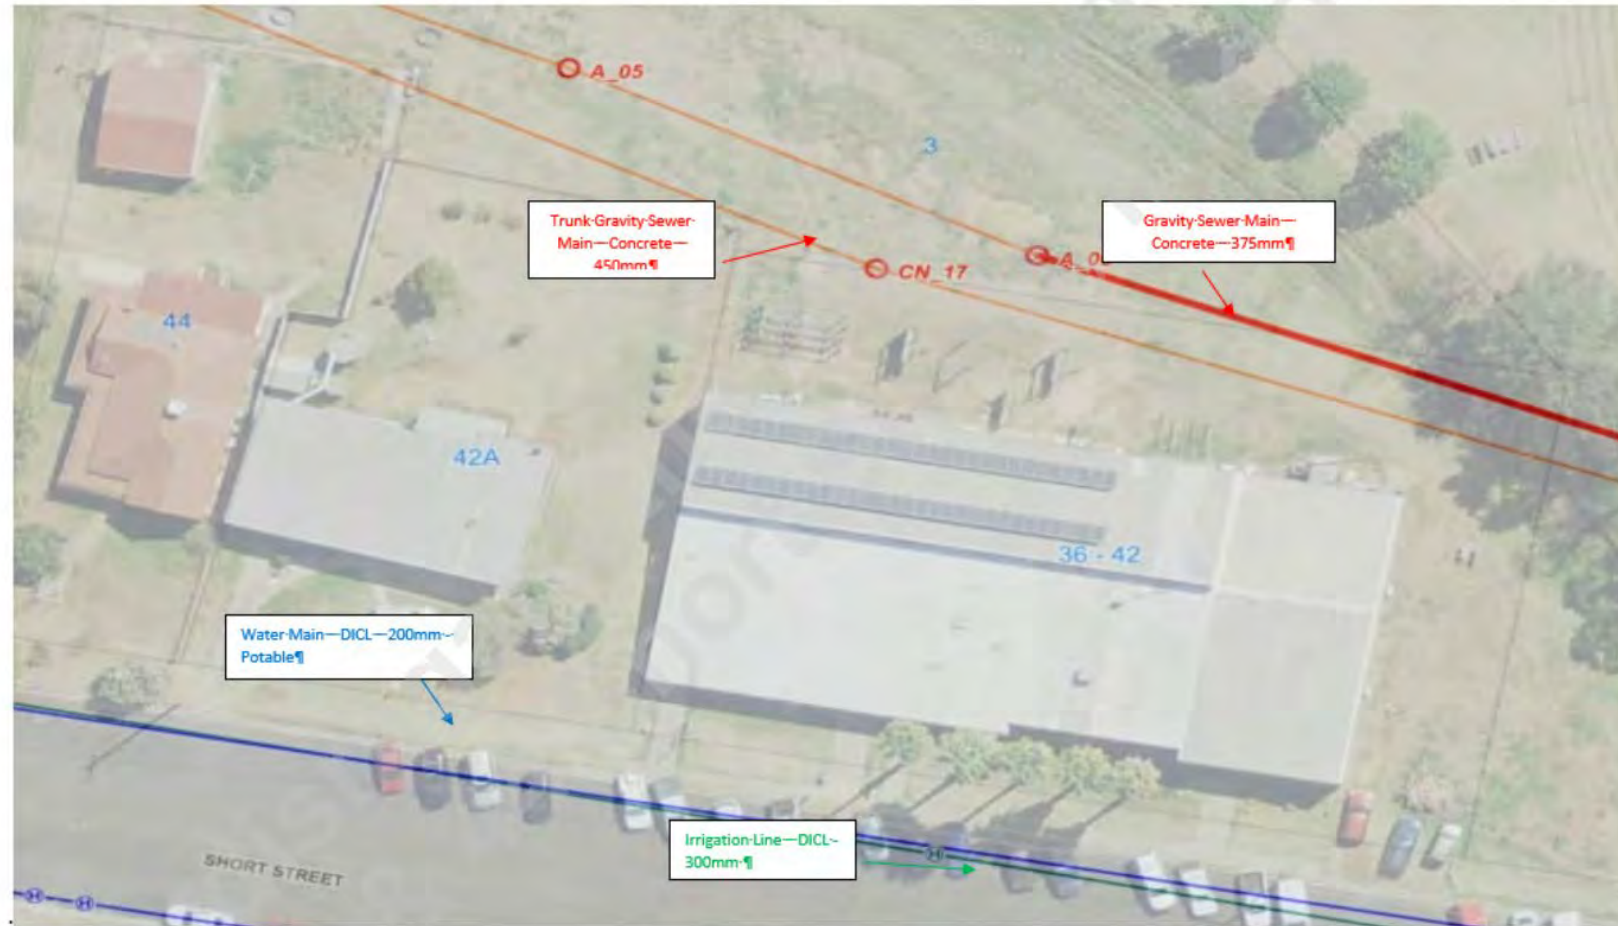 A_05
3
Trunk·Gravity·Sewer·
Main—Concrete—
450mm¶
Gravity·Sewer·Main—
Concrete—375mm¶
CN_17
44
42A
36 - 42
Water·Main—DICL—200mm·-·
Potable¶
Irrigation·Line—DICL·-
300mm·¶
H
SHORT STREET
H
H